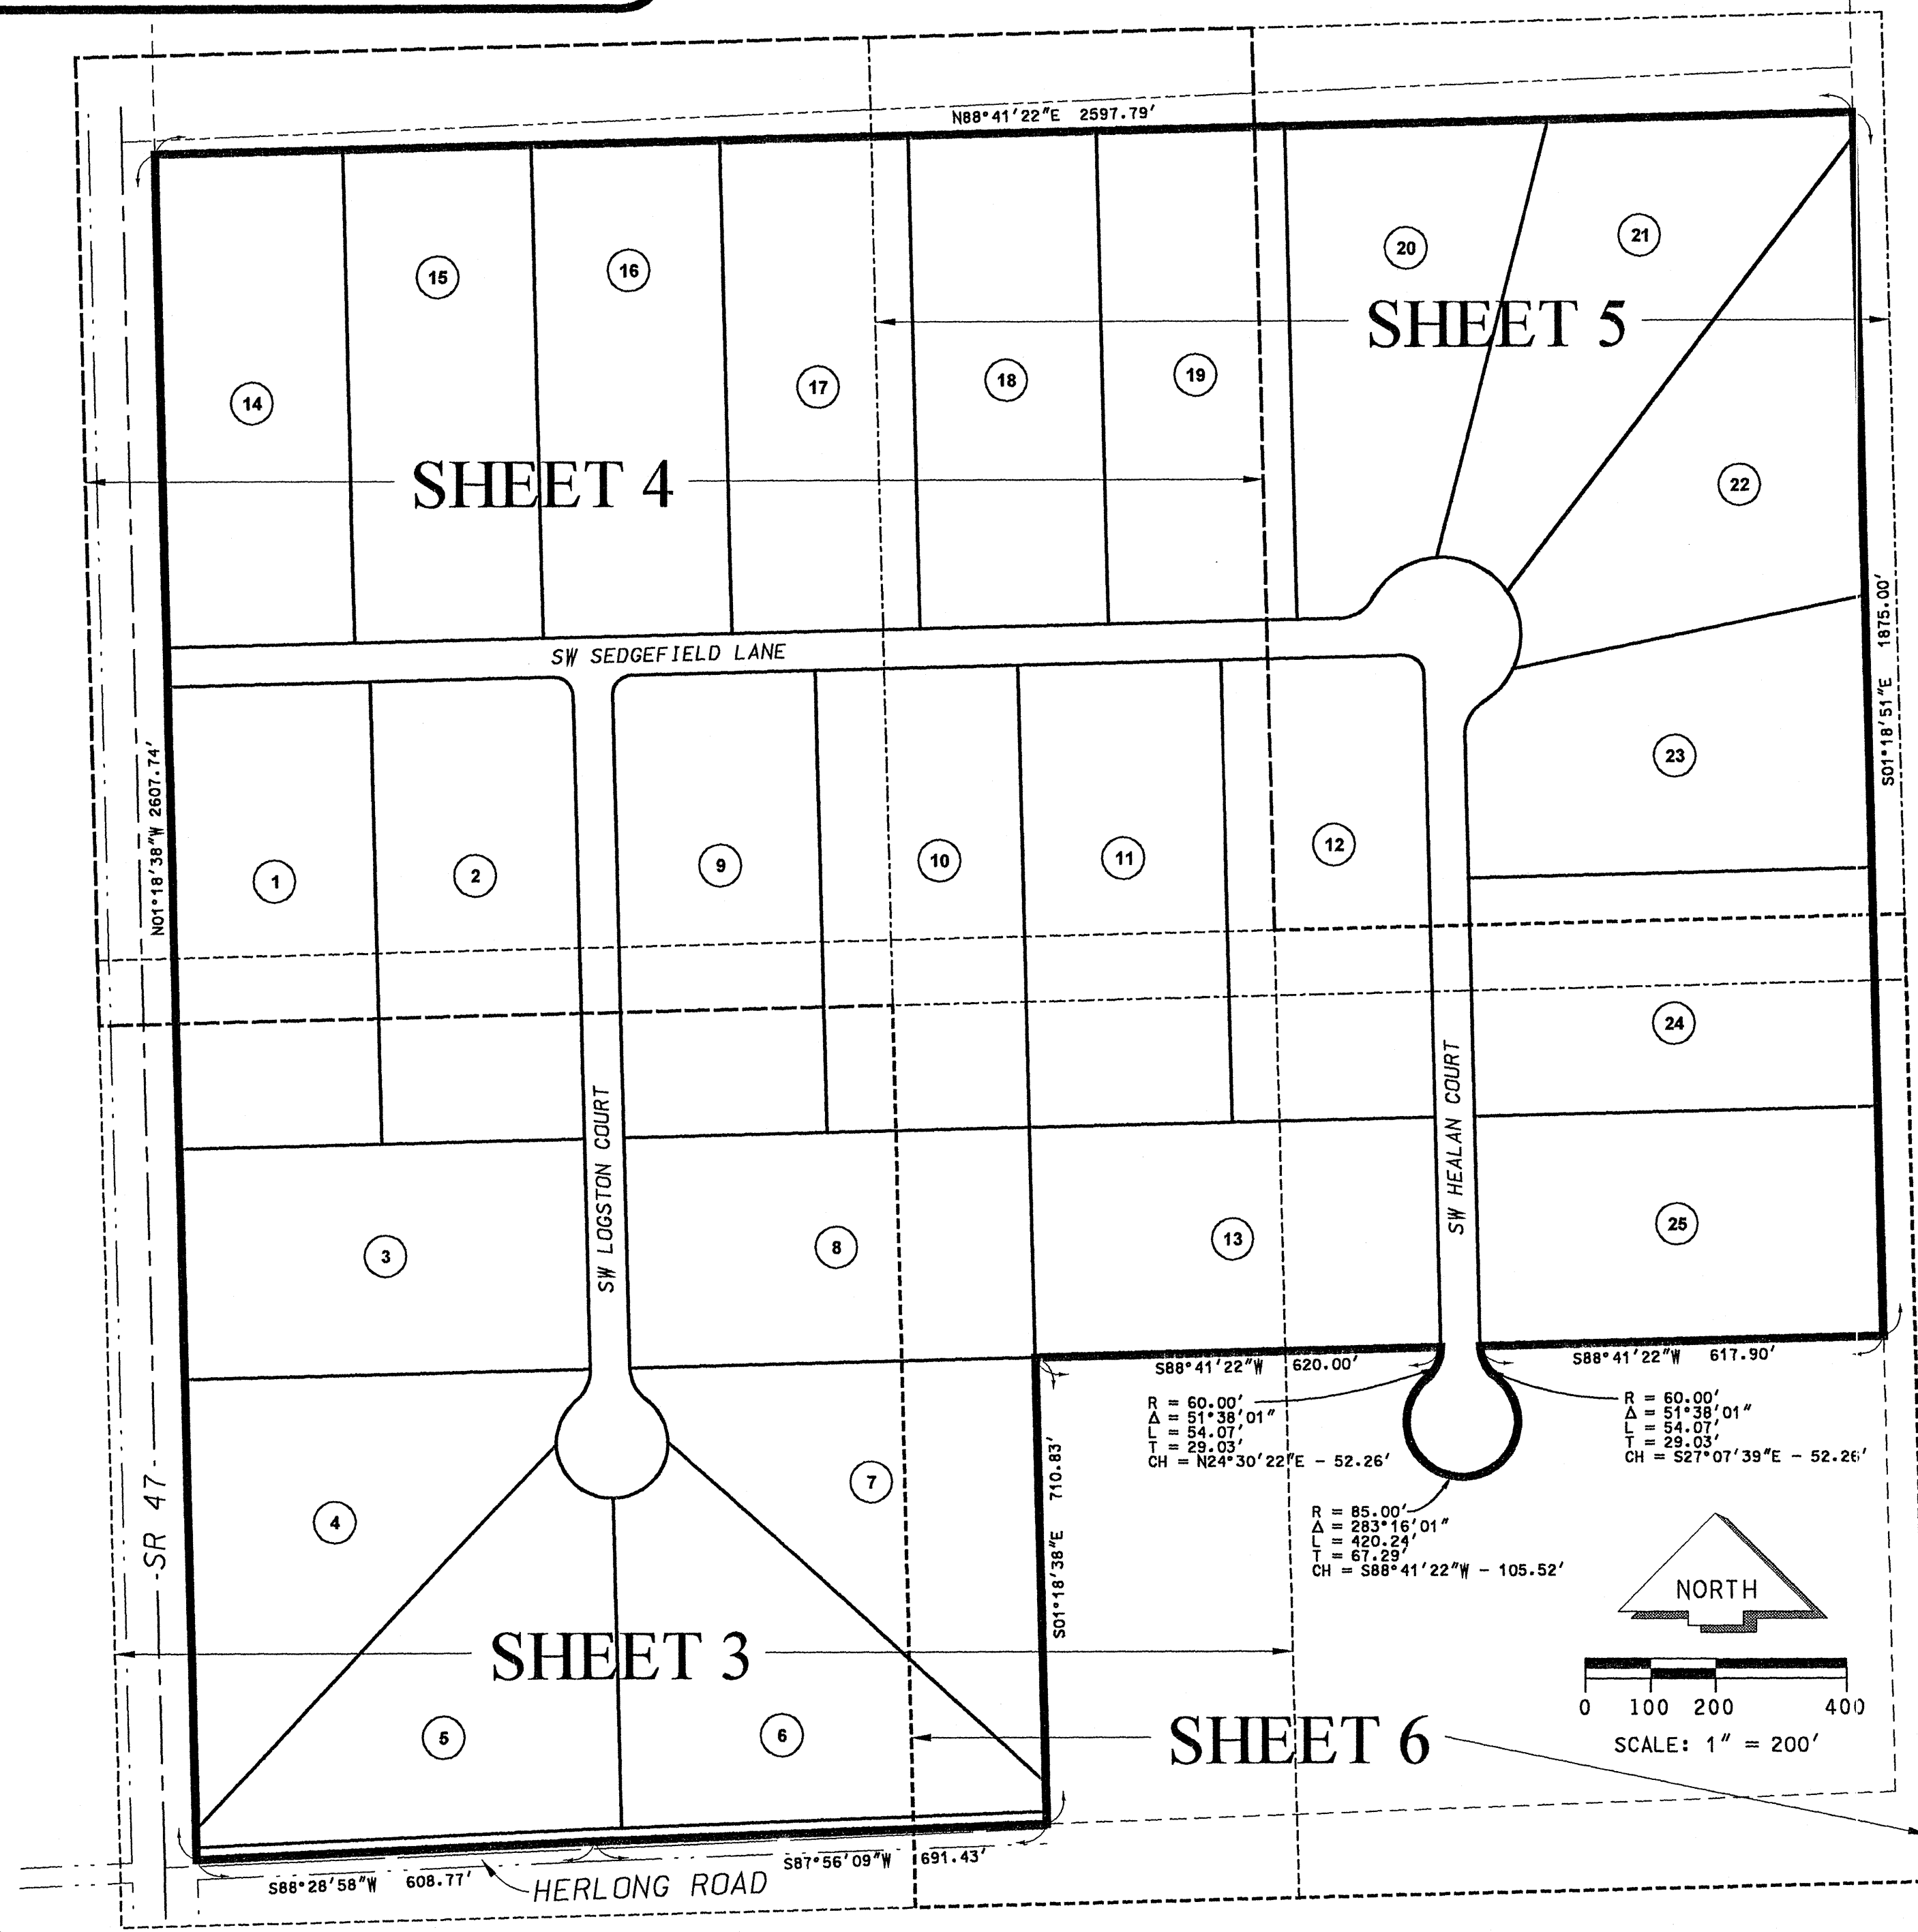 N88°41'22"E 2597.79'
21
20
15
16
SHEET 5
14
17
18
19
SHEET 4
22
SW SEDGEFIELD LANE
S01°18'51"E 1875.00'
N01°18'38"W 2607.74'
23
1
2
9
10
11
12
24
SW LOGSTON COURT
SW HEALAN COURT
3
8
13
25
S88°41'22"W 620.00'
S88°41'22"W 617.90'
R = 60.00'
Δ = 51°38'01"
L = 54.07'
T = 29.03'
CH = N24°30'22"E - 52.26'
R = 60.00'
Δ = 51°38'01"
L = 54.07'
T = 29.03'
CH = S27°07'39"E - 52.26'
S01°18'38"E 710.83'
R = 85.00'
Δ = 283°16'01"
L = 420.24'
T = 67.29'
CH = S88°41'22"W - 105.52'
SR 47
4
7
NORTH
SHEET 3
0 100 200 400
SCALE: 1" = 200'
5
6
SHEET 6
S88°28'58"W 608.77'
S87°56'09"W 691.43'
HERLONG ROAD